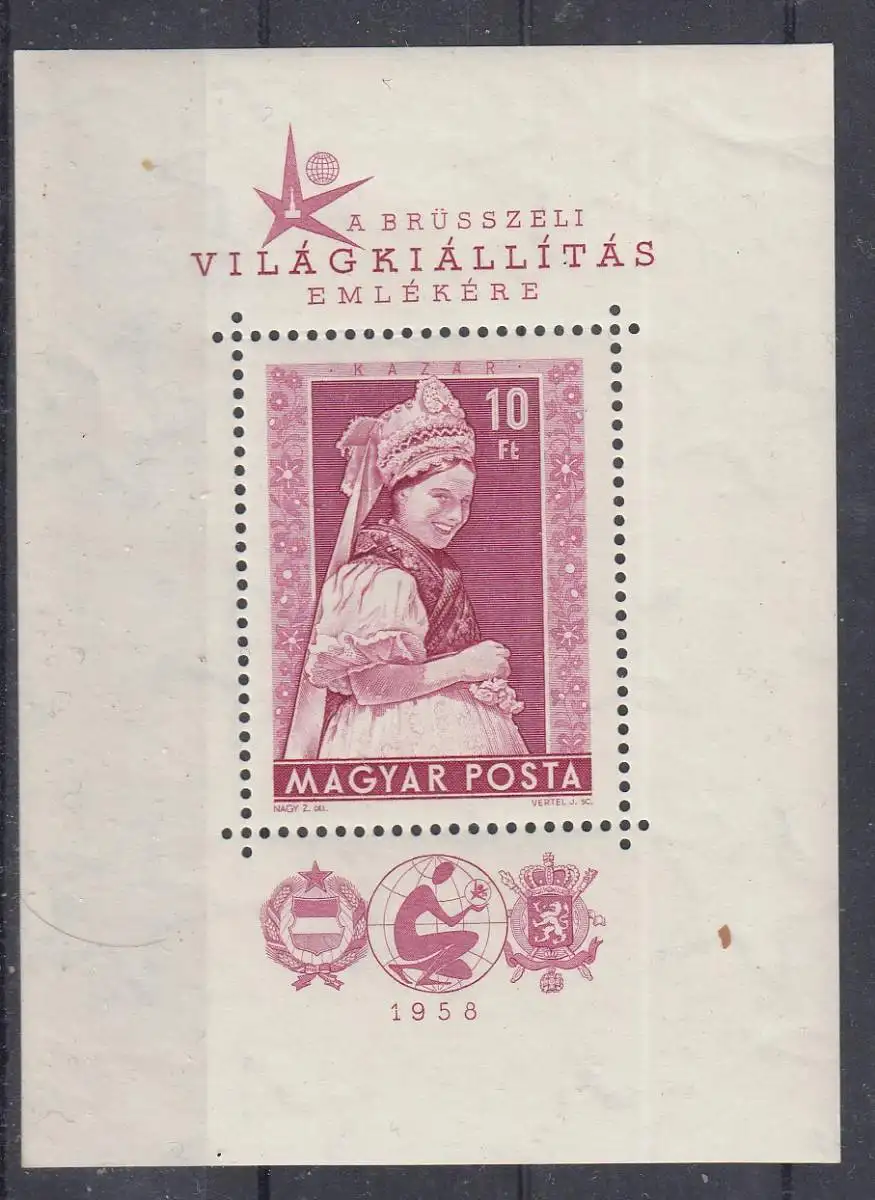 A BRÜSSZELI
VILÁGKIÁLLÍTÁS
EMLÉKÉRE
· KAZÁR ·
10
Ft
MAGYAR POSTA
NAGY Z. DEL.
VERTEL J. SC.
1958